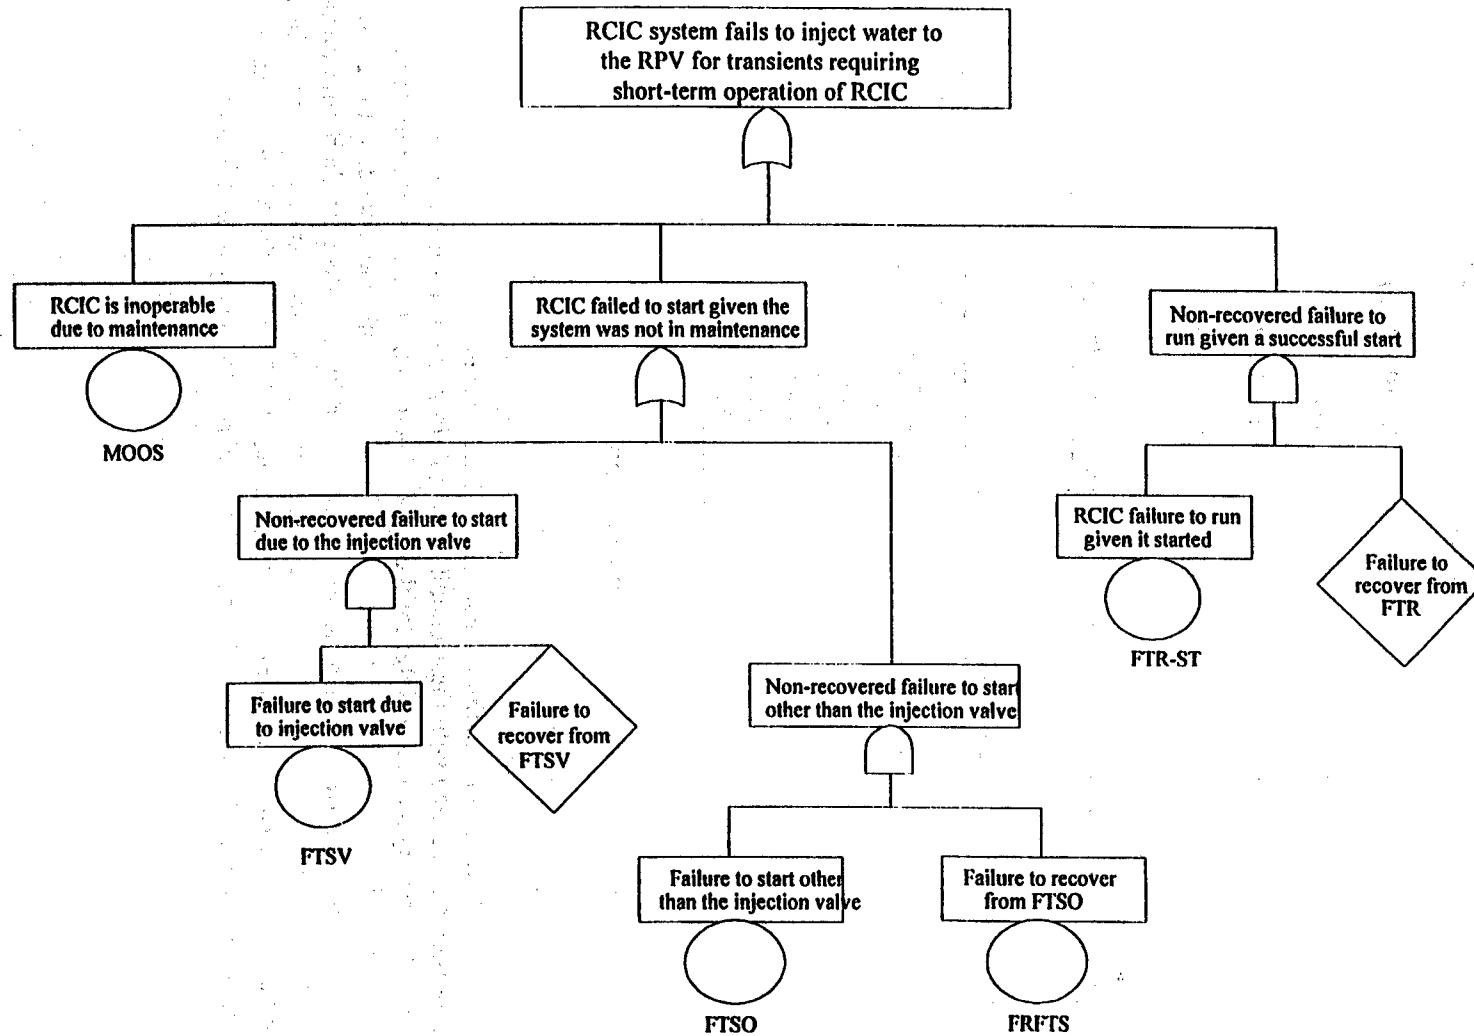 RCIC system fails to inject water to
the RPV for transients requiring
short-term operation of RCIC
RCIC is inoperable
due to maintenance
MOOS
RCIC failed to start given the
system was not in maintenance
Non-recovered failure to
run given a successful start
Non-recovered failure to start
due to the injection valve
RCIC failure to run
given it started
FTR-ST
Failure to
recover from
FTR
Failure to start due
to injection valve
FTSV
Failure to
recover from
FTSV
Non-recovered failure to start
other than the injection valve
Failure to start other
than the injection valve
FTSO
Failure to recover
from FTSO
FRFTS